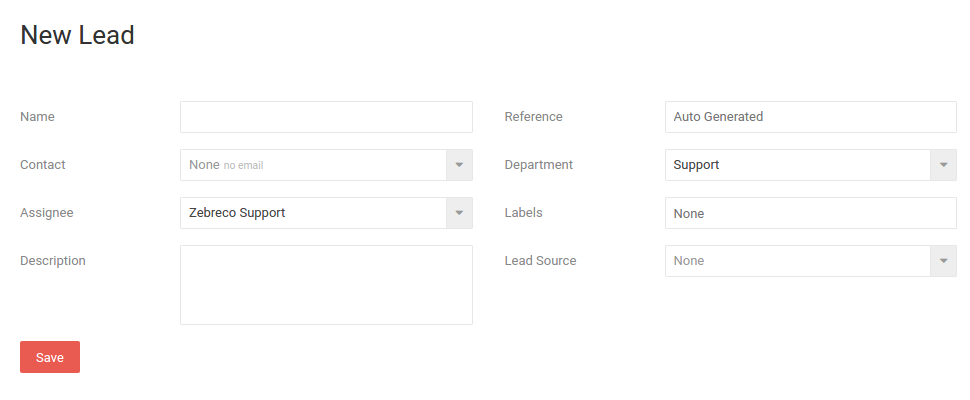 New Lead
Name
Reference Auto Generated
Contact None no email
Department Support
Assignee Zebreco Support
Labels None
Description
Lead Source None
Save